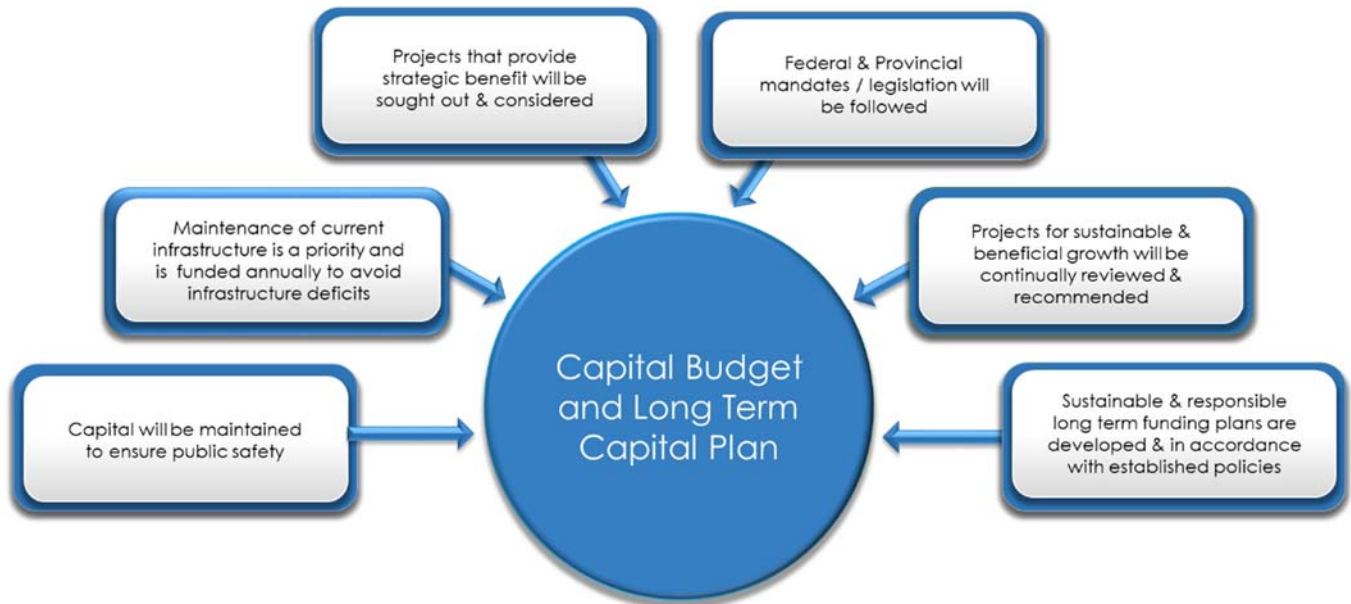 Projects that provide
strategic benefit will be
sought out & considered
Federal & Provincial
mandates / legislation will
be followed
Maintenance of current
infrastructure is a priority and
is funded annually to avoid
infrastructure deficits
Projects for sustainable &
beneficial growth will be
continually reviewed &
recommended
Capital will be maintained
to ensure public safety
Capital Budget
and Long Term
Capital Plan
Sustainable & responsible
long term funding plans are
developed & in accordance
with established policies